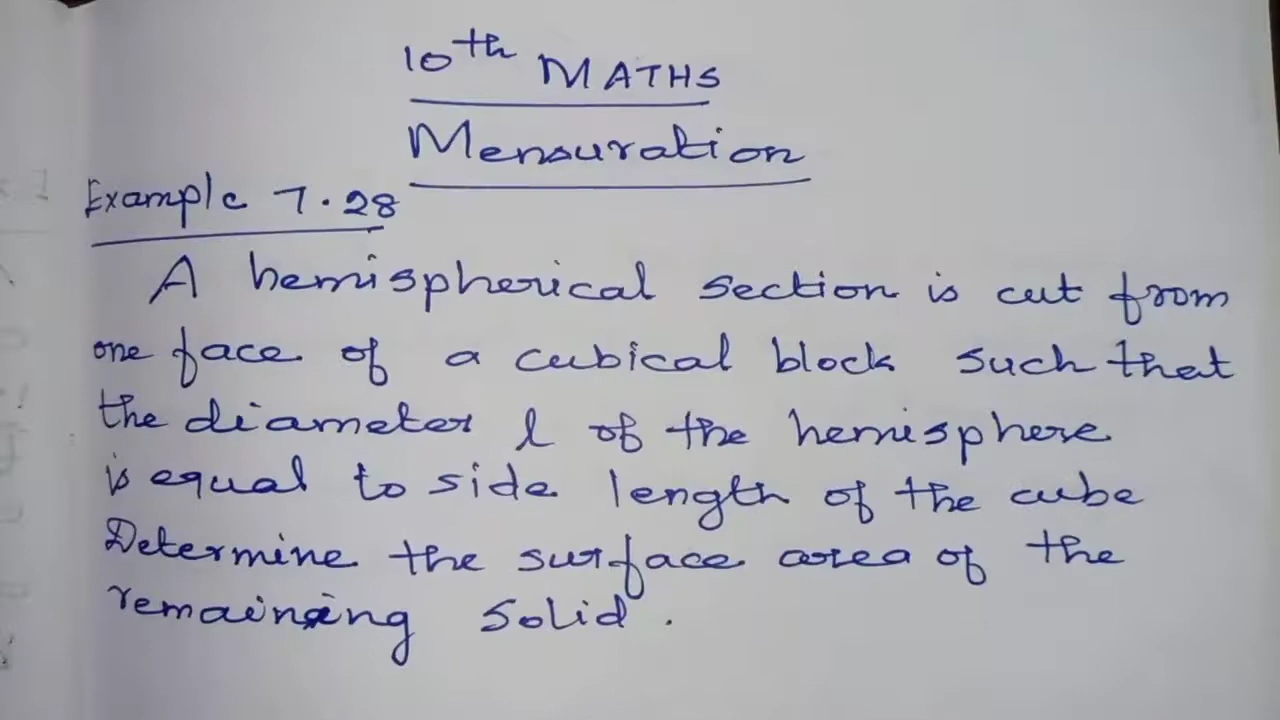 10th MATHS
Mensuration
Example 7.28
A hemispherical section is cut from
one face of a cubical block such that
the diameter l of the hemisphere
is equal to side length of the cube
Determine the surface area of the
remaining solid.